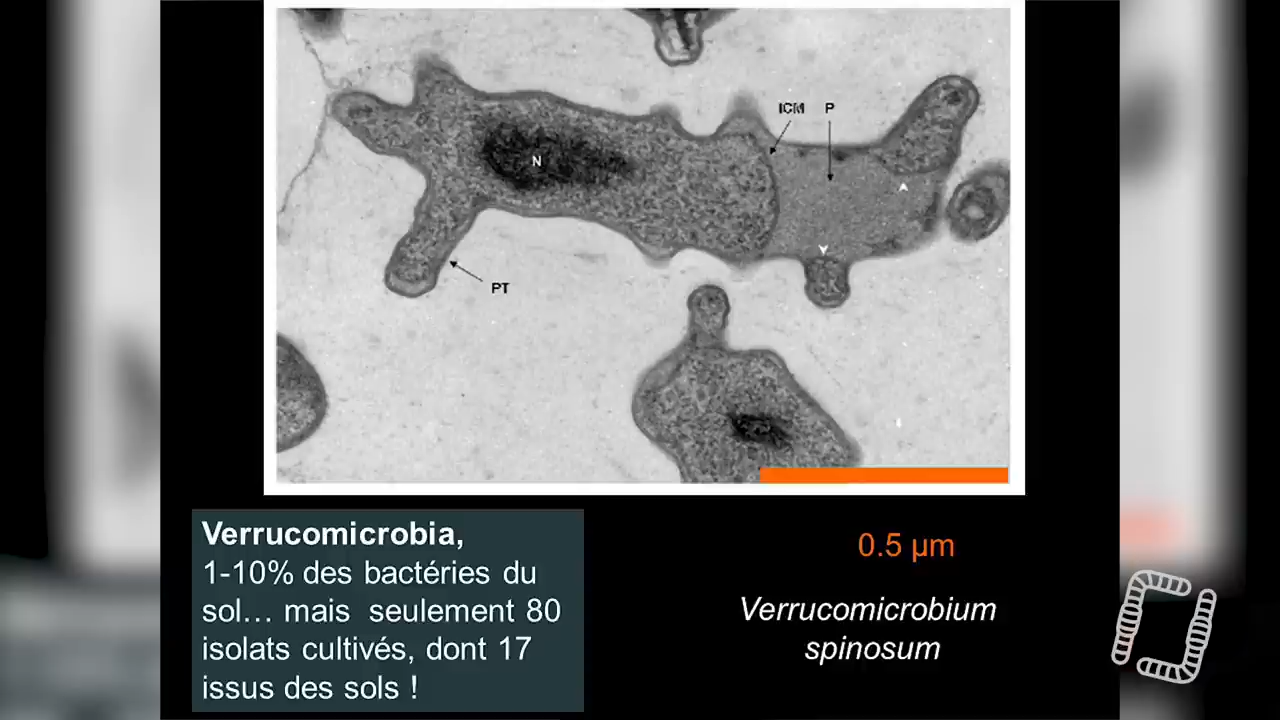 ICM P
N
PT
Verrucomicrobia,
1-10% des bactéries du
sol… mais seulement 80
isolats cultivés, dont 17
issus des sols !
0.5 µm
Verrucomicrobium
spinosum